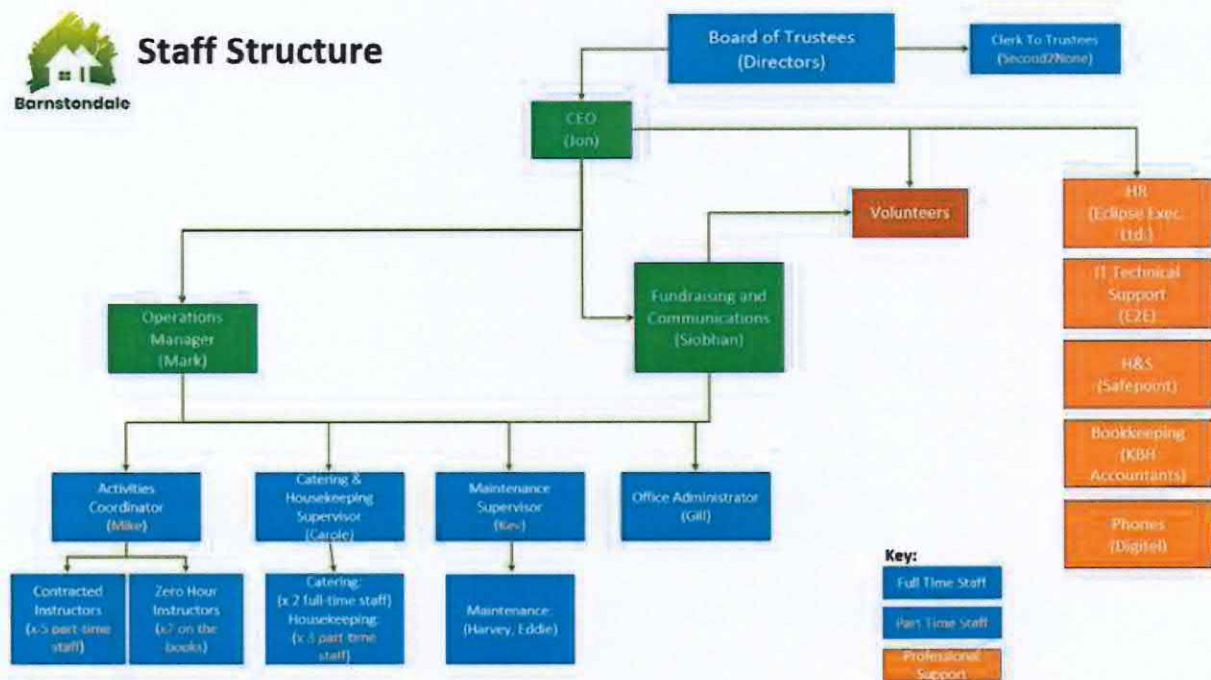 Barnstondale
Staff Structure
Board of Trustees
(Directors)
Clerk To Trustees
(Second2None)
CEO
(Jon)
Volunteers
HR
(Eclipse Exec.
Ltd.)
IT Technical
Support
(E2E)
H&S
(Safepoint)
Bookkeeping
(KBH
Accountants)
Phones
(Digitel)
Operations
Manager
(Mark)
Fundraising and
Communications
(Siobhan)
Activities
Coordinator
(Mike)
Catering &
Housekeeping
Supervisor
(Carole)
Maintenance
Supervisor
(Kev)
Office Administrator
(Gill)
Contracted
Instructors
(x 5 part-time
staff)
Zero Hour
Instructors
(x7 on the
books)
Catering:
(x 2 full-time staff)
Housekeeping:
(x 3 part-time
staff)
Maintenance:
(Harvey, Eddie)
Key:
Full Time Staff
Part Time Staff
Professional
Support